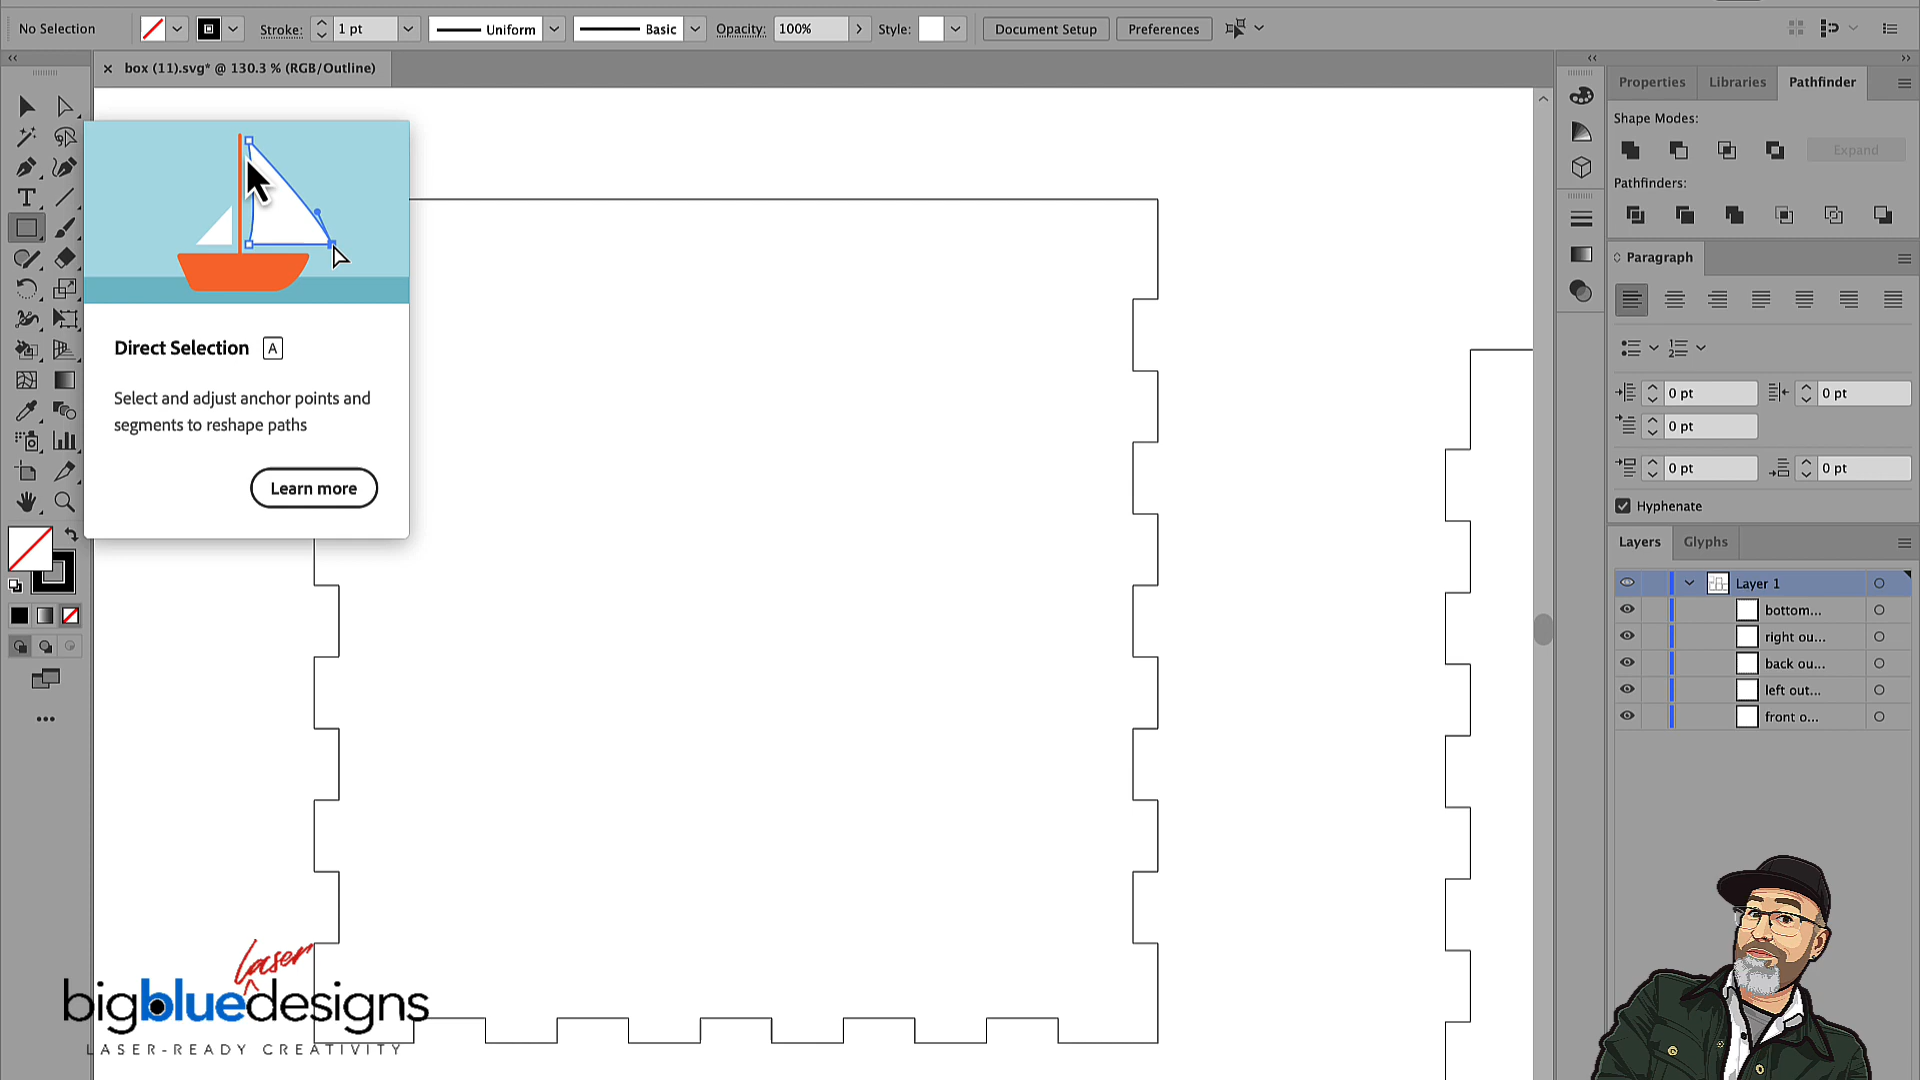 No Selection
Stroke:
1 pt
Uniform
Basic
Opacity:
100%
Style:
Document Setup
Preferences
box (11).svg* @ 130.3 % (RGB/Outline)
Properties
Libraries
Pathfinder
Shape Modes:
Expand
Pathfinders:
Paragraph
0 pt
0 pt
0 pt
0 pt
0 pt
Hyphenate
Layers
Glyphs
Layer 1
bottom...
right ou...
back ou...
left out...
front o...
Direct Selection
A
Select and adjust anchor points and
segments to reshape paths
Learn more
Laser
bigbluedesigns
LASER-READY CREATIVITY